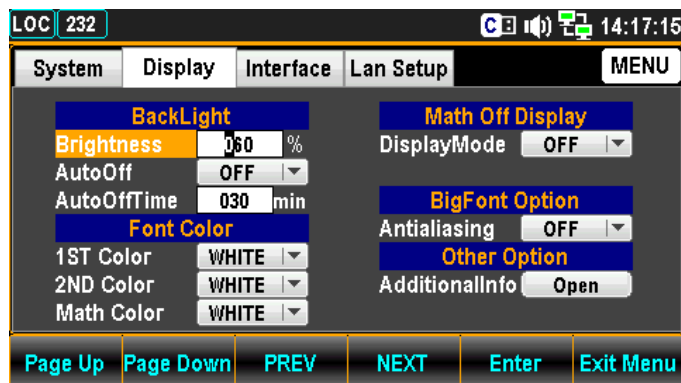 LOC 232 C 14:17:15
System Display Interface Lan Setup MENU
BackLight
Brightness 060 %
AutoOff OFF
AutoOffTime 030 min
Font Color
1ST Color WHITE
2ND Color WHITE
Math Color WHITE
Math Off Display
DisplayMode OFF
BigFont Option
Antialiasing OFF
Other Option
AdditionalInfo Open
Page Up Page Down PREV NEXT Enter Exit Menu